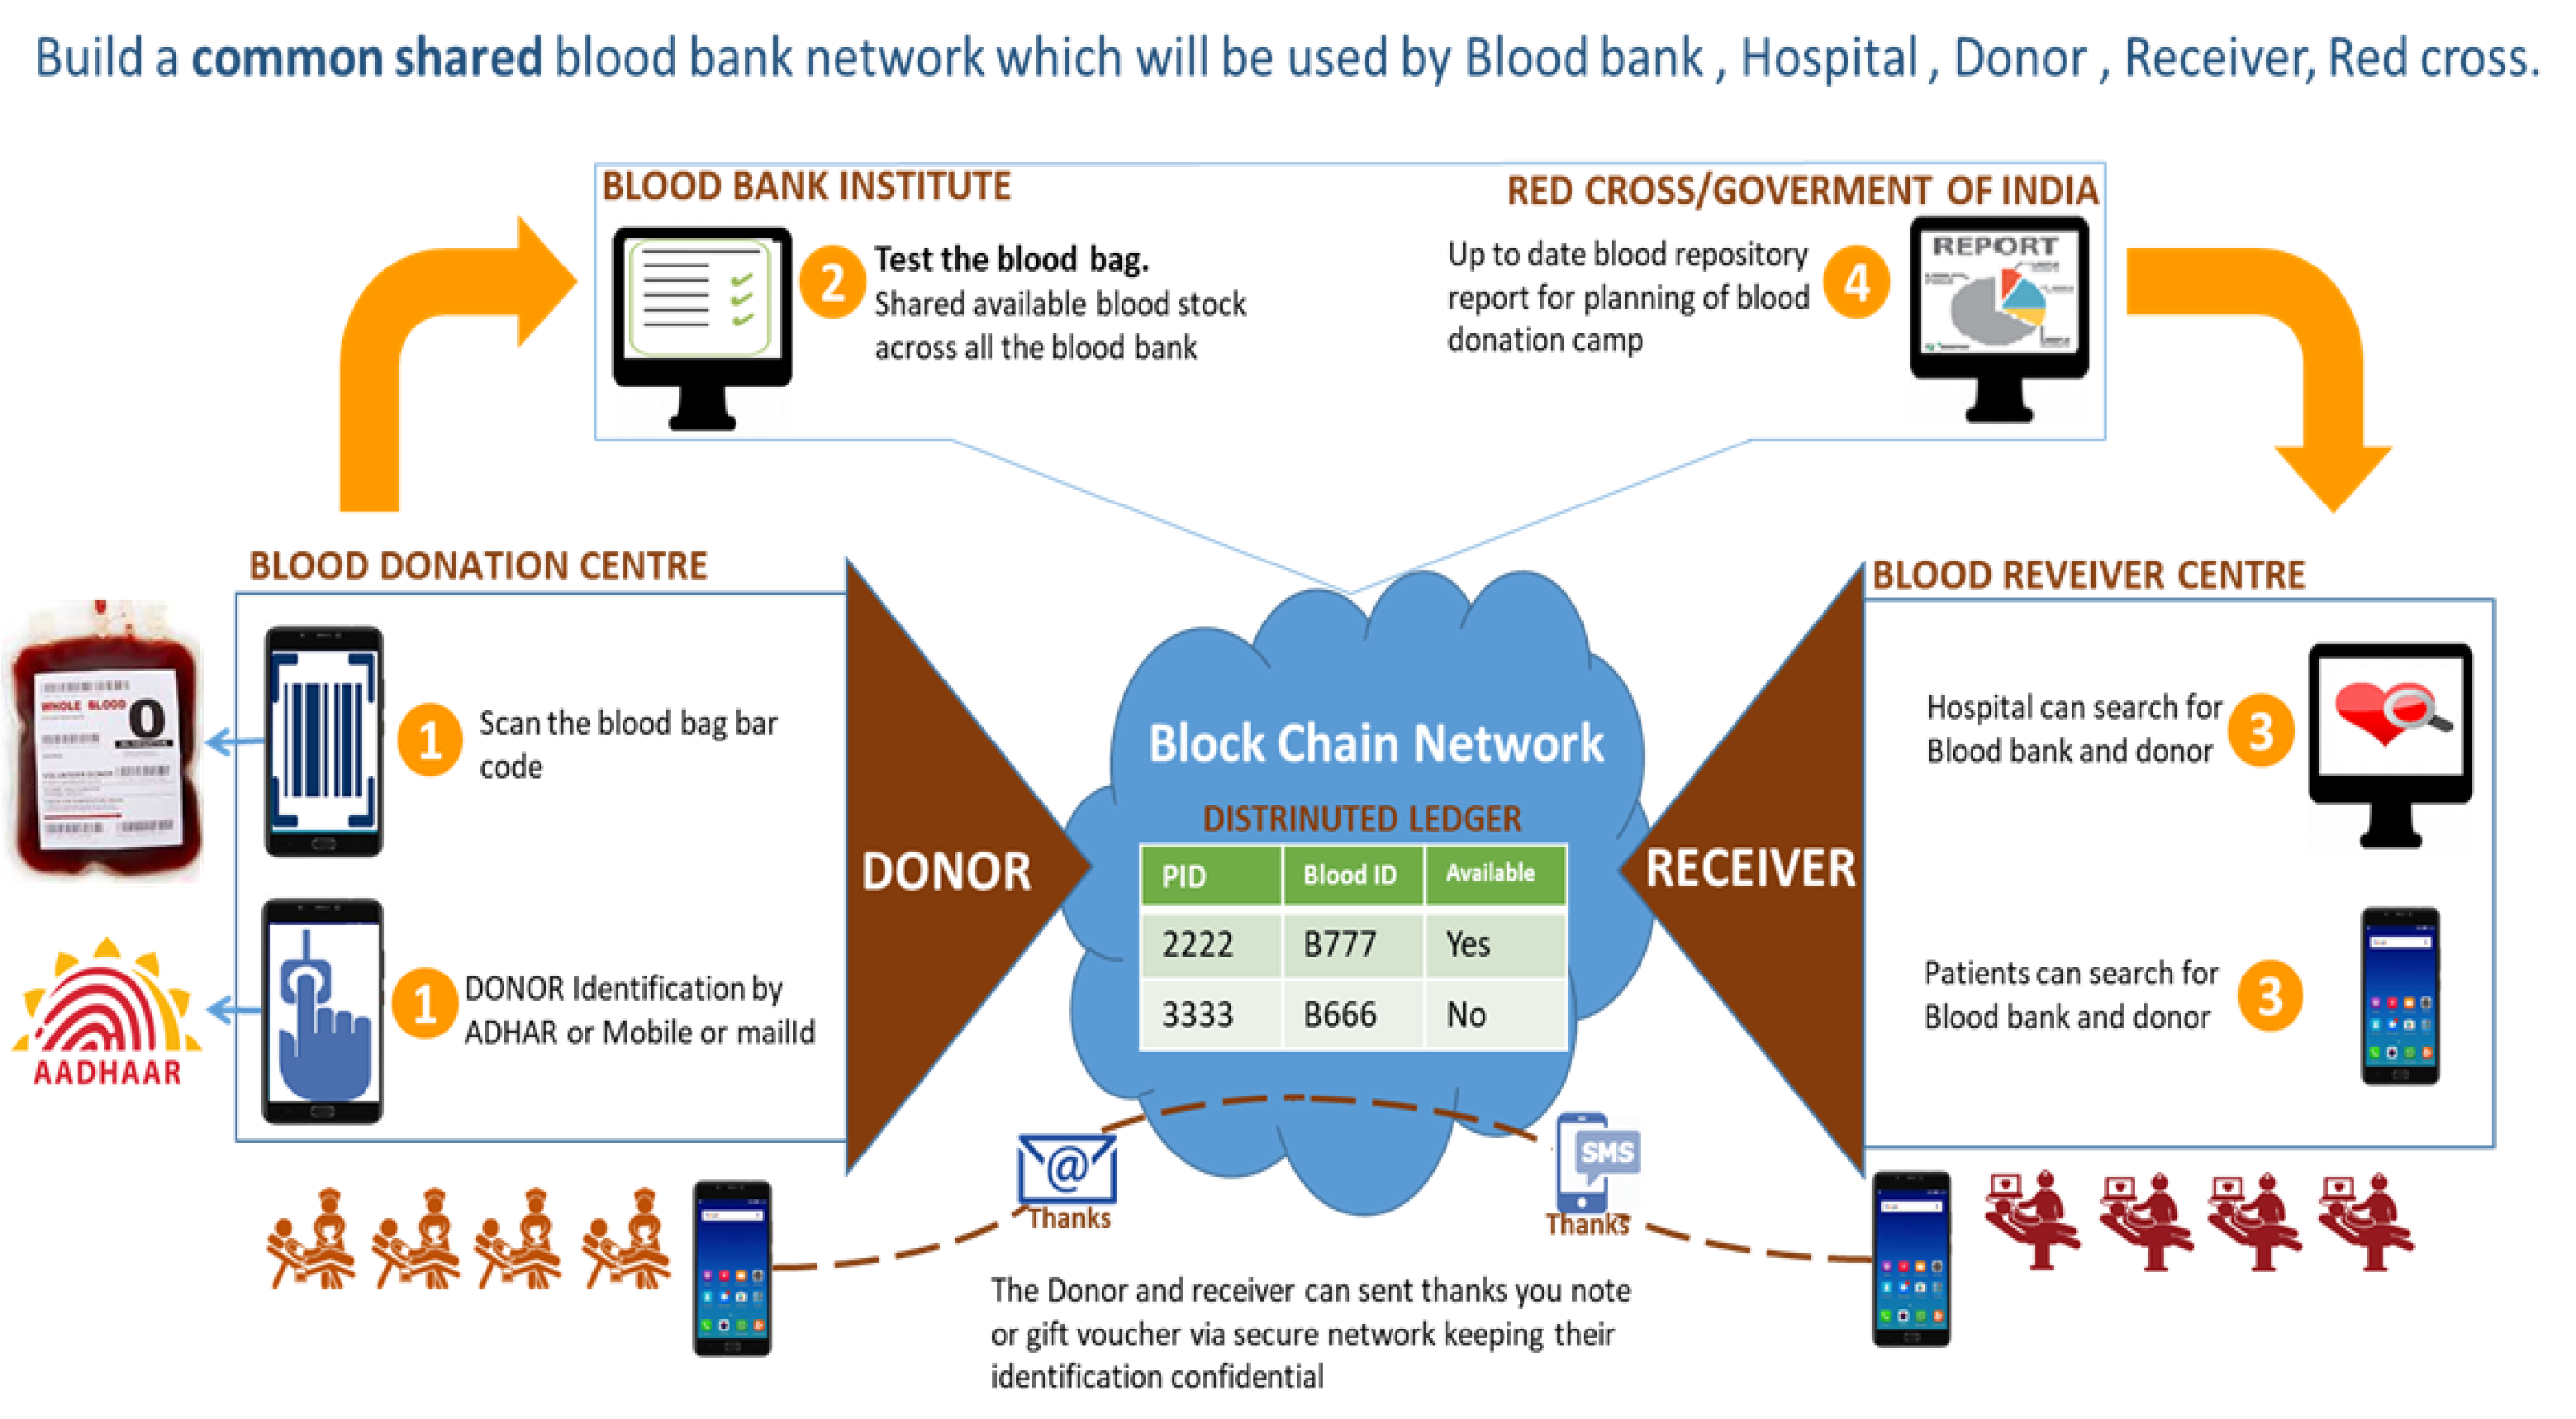 Build a common shared blood bank network which will be used by Blood bank , Hospital , Donor , Receiver, Red cross.
BLOOD BANK INSTITUTE
2
Test the blood bag.
Shared available blood stock
across all the blood bank
RED CROSS/GOVERMENT OF INDIA
Up to date blood repository
report for planning of blood
donation camp
4
REPORT
BLOOD DONATION CENTRE
WHOLE BLOOD
O
1
Scan the blood bag bar
code
AADHAAR
1
DONOR Identification by
ADHAR or Mobile or mailId
DONOR
Block Chain Network
DISTRINUTED LEDGER
PID Blood ID Available
2222 B777 Yes
3333 B666 No
RECEIVER
BLOOD REVEIVER CENTRE
Hospital can search for
Blood bank and donor
3
Patients can search for
Blood bank and donor
3
@
Thanks
SMS
Thanks
The Donor and receiver can sent thanks you note
or gift voucher via secure network keeping their
identification confidential